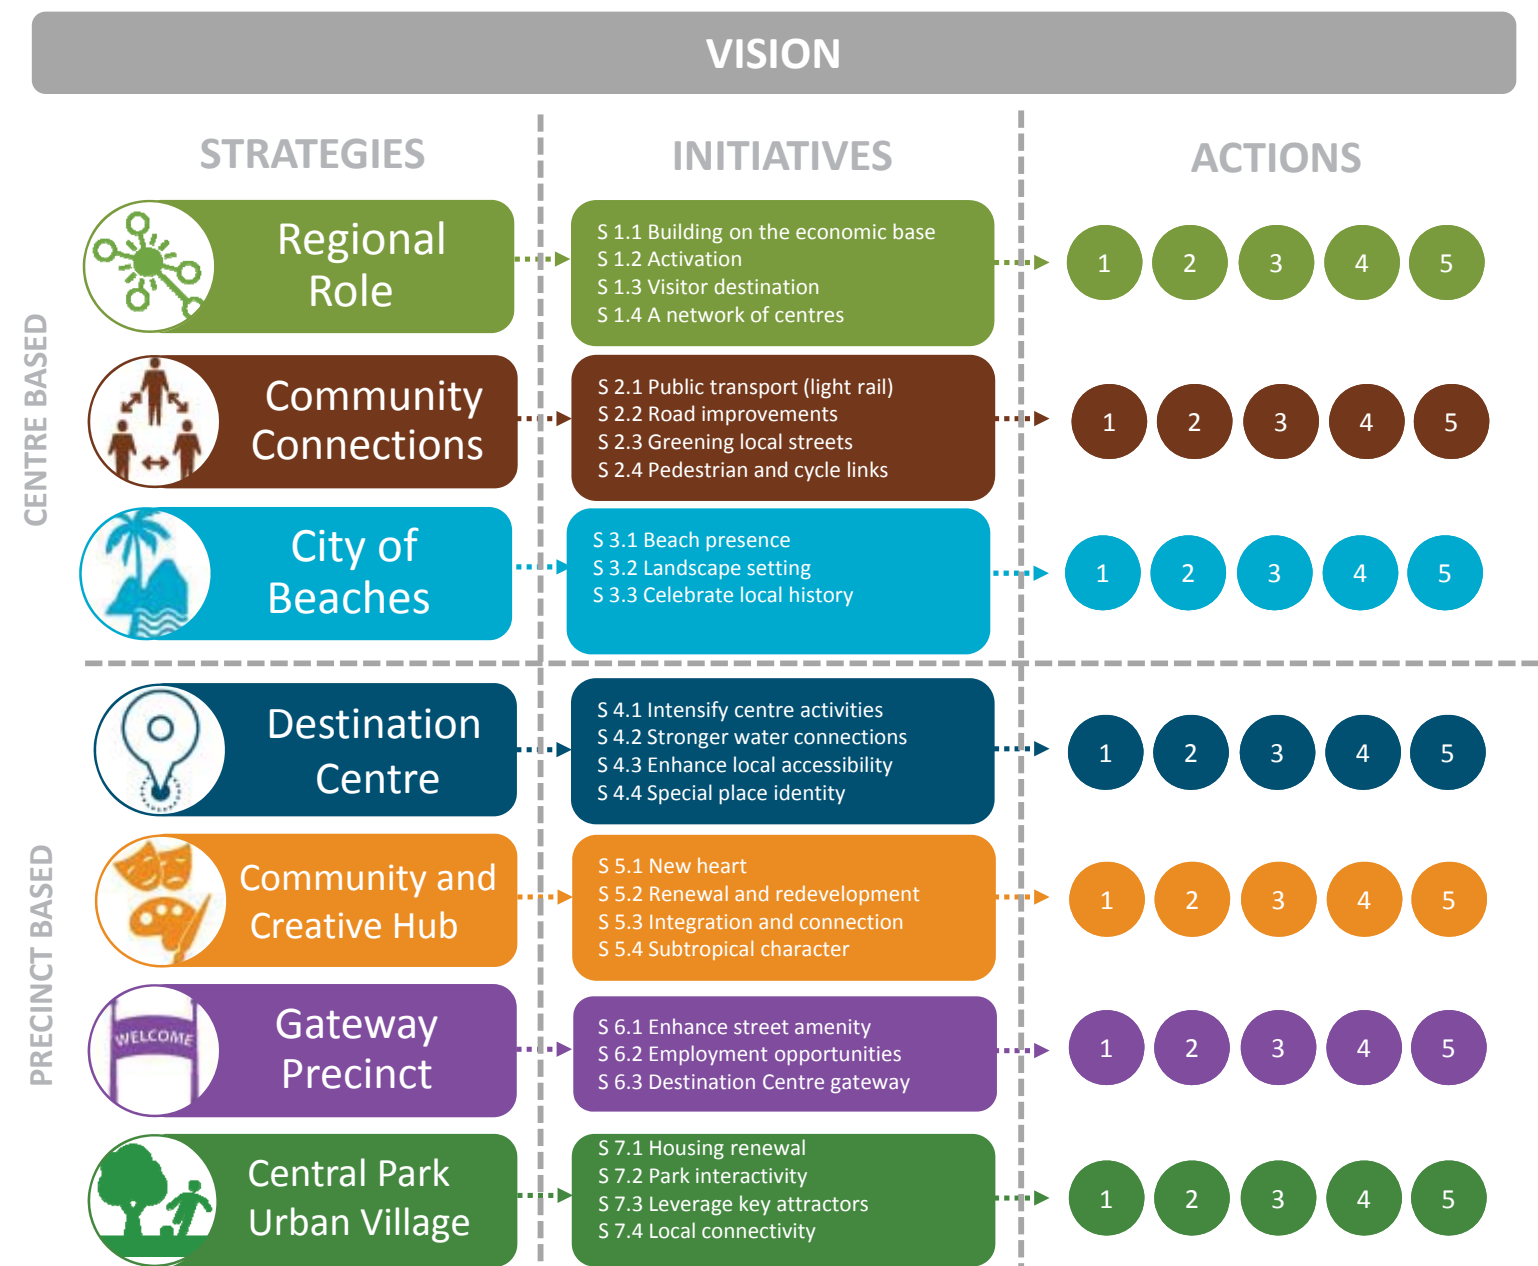 VISION
STRATEGIES
INITIATIVES
ACTIONS
CENTRE BASED
Regional
Role
S 1.1 Building on the economic base
S 1.2 Activation
S 1.3 Visitor destination
S 1.4 A network of centres
1 2 3 4 5
Community
Connections
S 2.1 Public transport (light rail)
S 2.2 Road improvements
S 2.3 Greening local streets
S 2.4 Pedestrian and cycle links
1 2 3 4 5
City of
Beaches
S 3.1 Beach presence
S 3.2 Landscape setting
S 3.3 Celebrate local history
1 2 3 4 5
PRECINCT BASED
Destination
Centre
S 4.1 Intensify centre activities
S 4.2 Stronger water connections
S 4.3 Enhance local accessibility
S 4.4 Special place identity
1 2 3 4 5
Community and
Creative Hub
S 5.1 New heart
S 5.2 Renewal and redevelopment
S 5.3 Integration and connection
S 5.4 Subtropical character
1 2 3 4 5
WELCOME
Gateway
Precinct
S 6.1 Enhance street amenity
S 6.2 Employment opportunities
S 6.3 Destination Centre gateway
1 2 3 4 5
Central Park
Urban Village
S 7.1 Housing renewal
S 7.2 Park interactivity
S 7.3 Leverage key attractors
S 7.4 Local connectivity
1 2 3 4 5